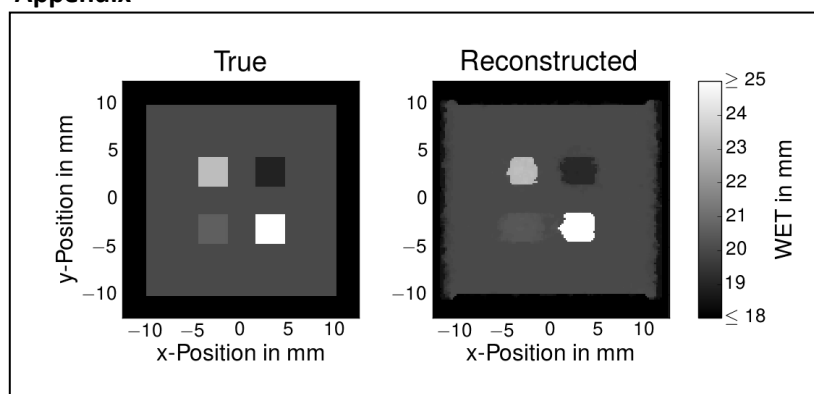 Appendix
True
Reconstructed
y-Position in mm
10
5
0
−5
−10
−10 −5 0 5 10
x-Position in mm
10
5
0
−5
−10
−10 −5 0 5 10
x-Position in mm
≥ 25
24
23
22
21
20
19
≤ 18
WET in mm